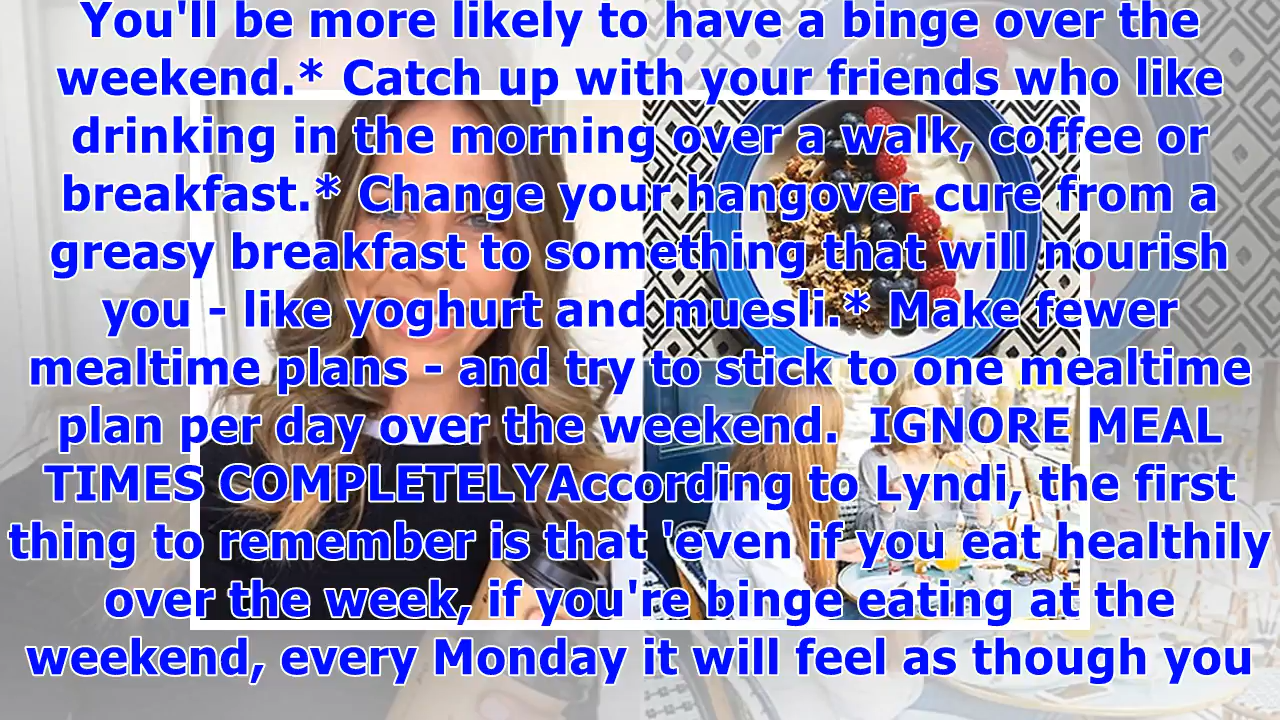 You'll be more likely to have a binge over the
weekend.* Catch up with your friends who like
drinking in the morning over a walk, coffee or
breakfast.* Change your hangover cure from a
greasy breakfast to something that will nourish
you - like yoghurt and muesli.* Make fewer
mealtime plans - and try to stick to one mealtime
plan per day over the weekend.  IGNORE MEAL
TIMES COMPLETELYAccording to Lyndi, the first
thing to remember is that 'even if you eat healthily
over the week, if you're binge eating at the
weekend, every Monday it will feel as though you